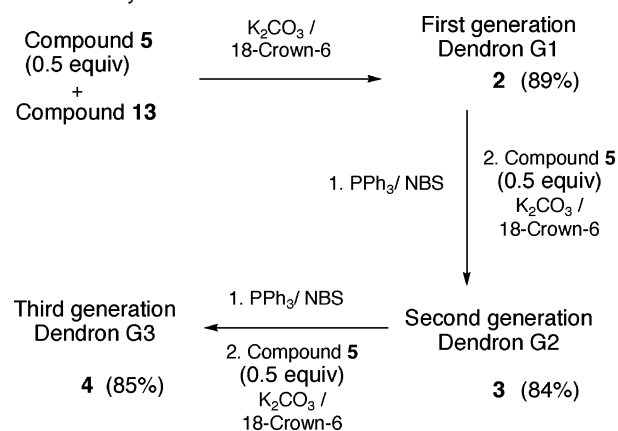 Compound 5
(0.5 equiv)
+
Compound 13
K₂CO₃ /
18-Crown-6
First generation
Dendron G1
2 (89%)
1. PPh₃/ NBS
2. Compound 5
(0.5 equiv)
K₂CO₃ /
18-Crown-6
Second generation
Dendron G2
3 (84%)
1. PPh₃/ NBS
2. Compound 5
(0.5 equiv)
K₂CO₃ /
18-Crown-6
Third generation
Dendron G3
4 (85%)